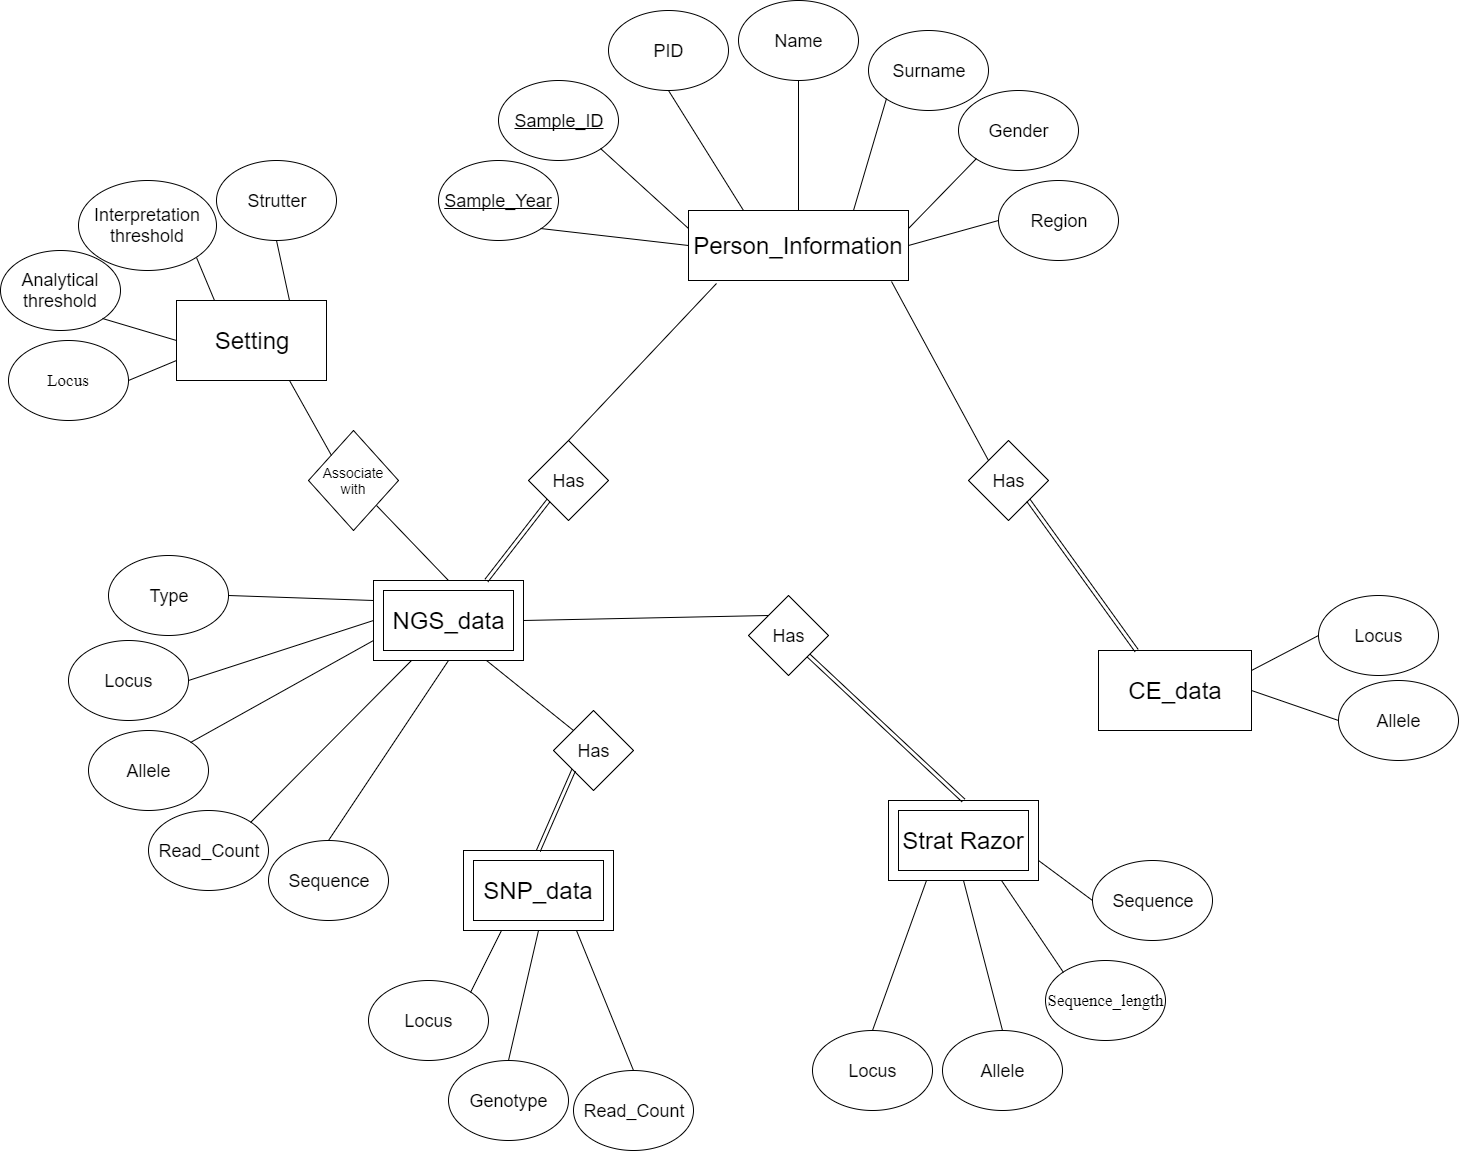 Name
PID
Surname
Sample_ID
Gender
Sample_Year
Strutter
Interpretation
threshold
Region
Person_Information
Analytical
threshold
Setting
Locus
Associate
with
Has
Has
Type
NGS_data
Has
Locus
Locus
CE_data
Allele
Allele
Has
Read_Count
Sequence
SNP_data
Strat Razor
Sequence
Sequence_length
Locus
Genotype
Read_Count
Locus
Allele